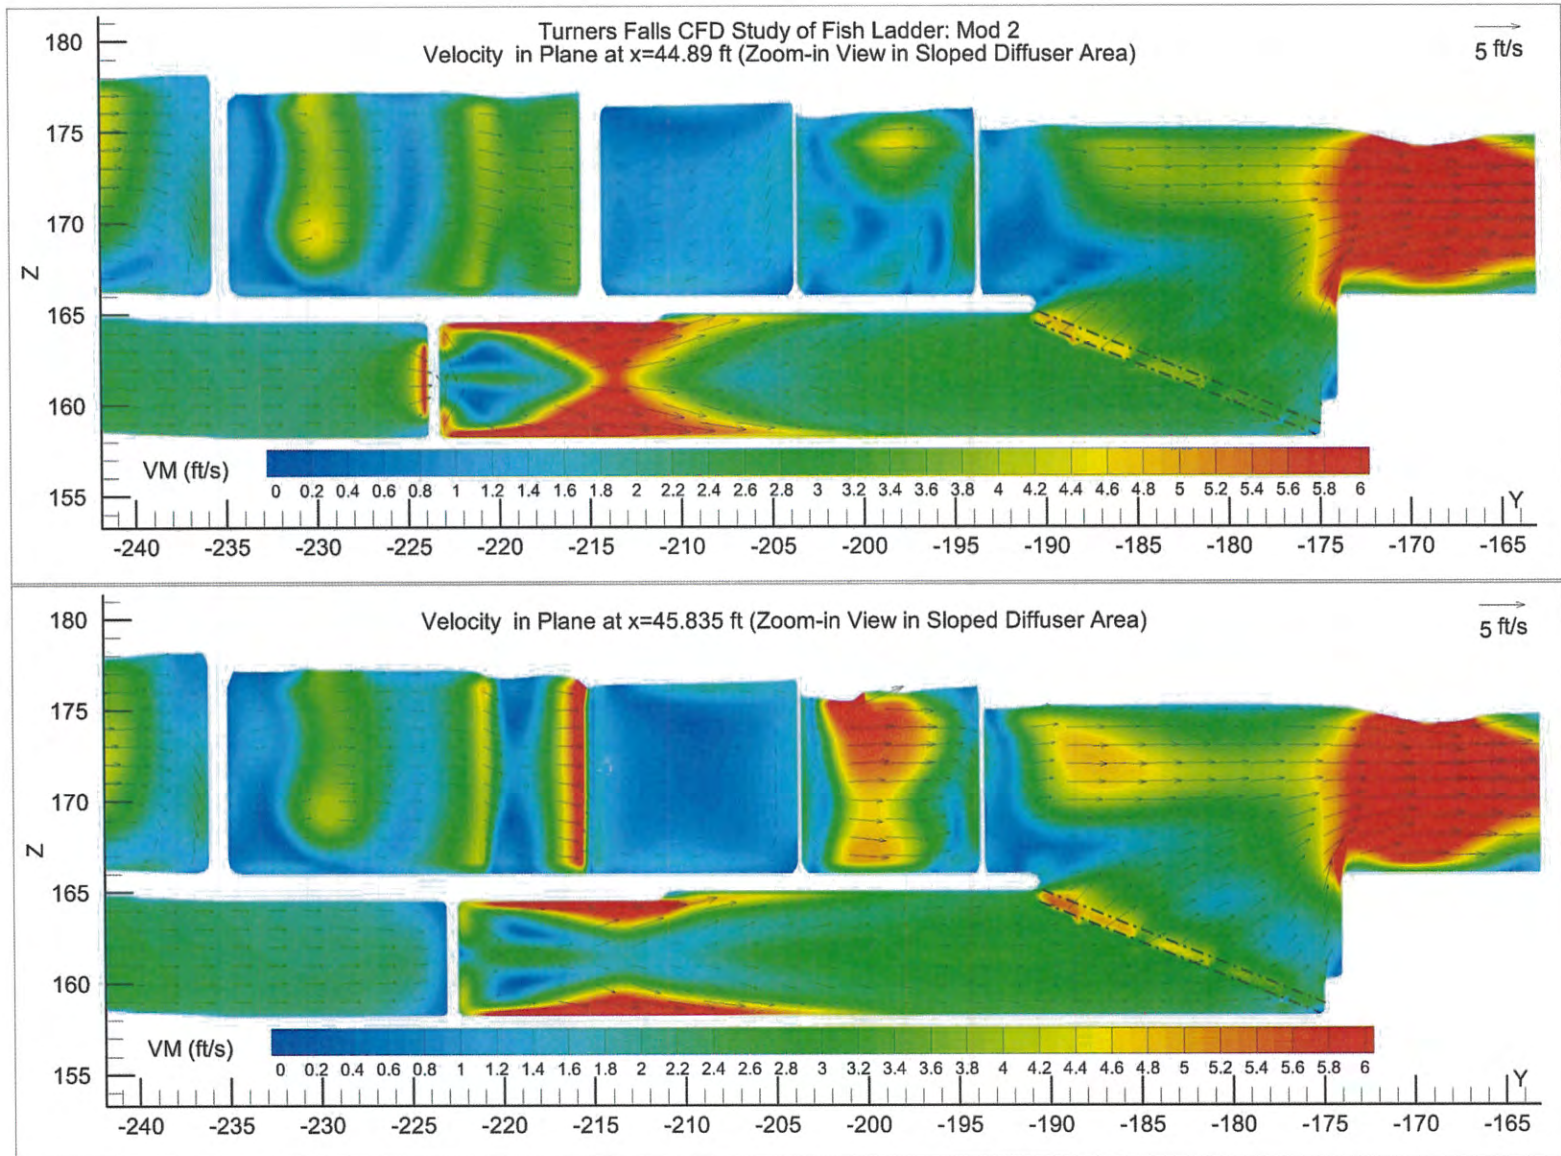 Turners Falls CFD Study of Fish Ladder: Mod 2
Velocity in Plane at x=44.89 ft (Zoom-in View in Sloped Diffuser Area)
5 ft/s
180
175
170
Z
165
160
155
VM (ft/s)
0 0.2 0.4 0.6 0.8 1 1.2 1.4 1.6 1.8 2 2.2 2.4 2.6 2.8 3 3.2 3.4 3.6 3.8 4 4.2 4.4 4.6 4.8 5 5.2 5.4 5.6 5.8 6
Y
-240 -235 -230 -225 -220 -215 -210 -205 -200 -195 -190 -185 -180 -175 -170 -165
Velocity in Plane at x=45.835 ft (Zoom-in View in Sloped Diffuser Area)
5 ft/s
180
175
170
Z
165
160
155
VM (ft/s)
0 0.2 0.4 0.6 0.8 1 1.2 1.4 1.6 1.8 2 2.2 2.4 2.6 2.8 3 3.2 3.4 3.6 3.8 4 4.2 4.4 4.6 4.8 5 5.2 5.4 5.6 5.8 6
Y
-240 -235 -230 -225 -220 -215 -210 -205 -200 -195 -190 -185 -180 -175 -170 -165